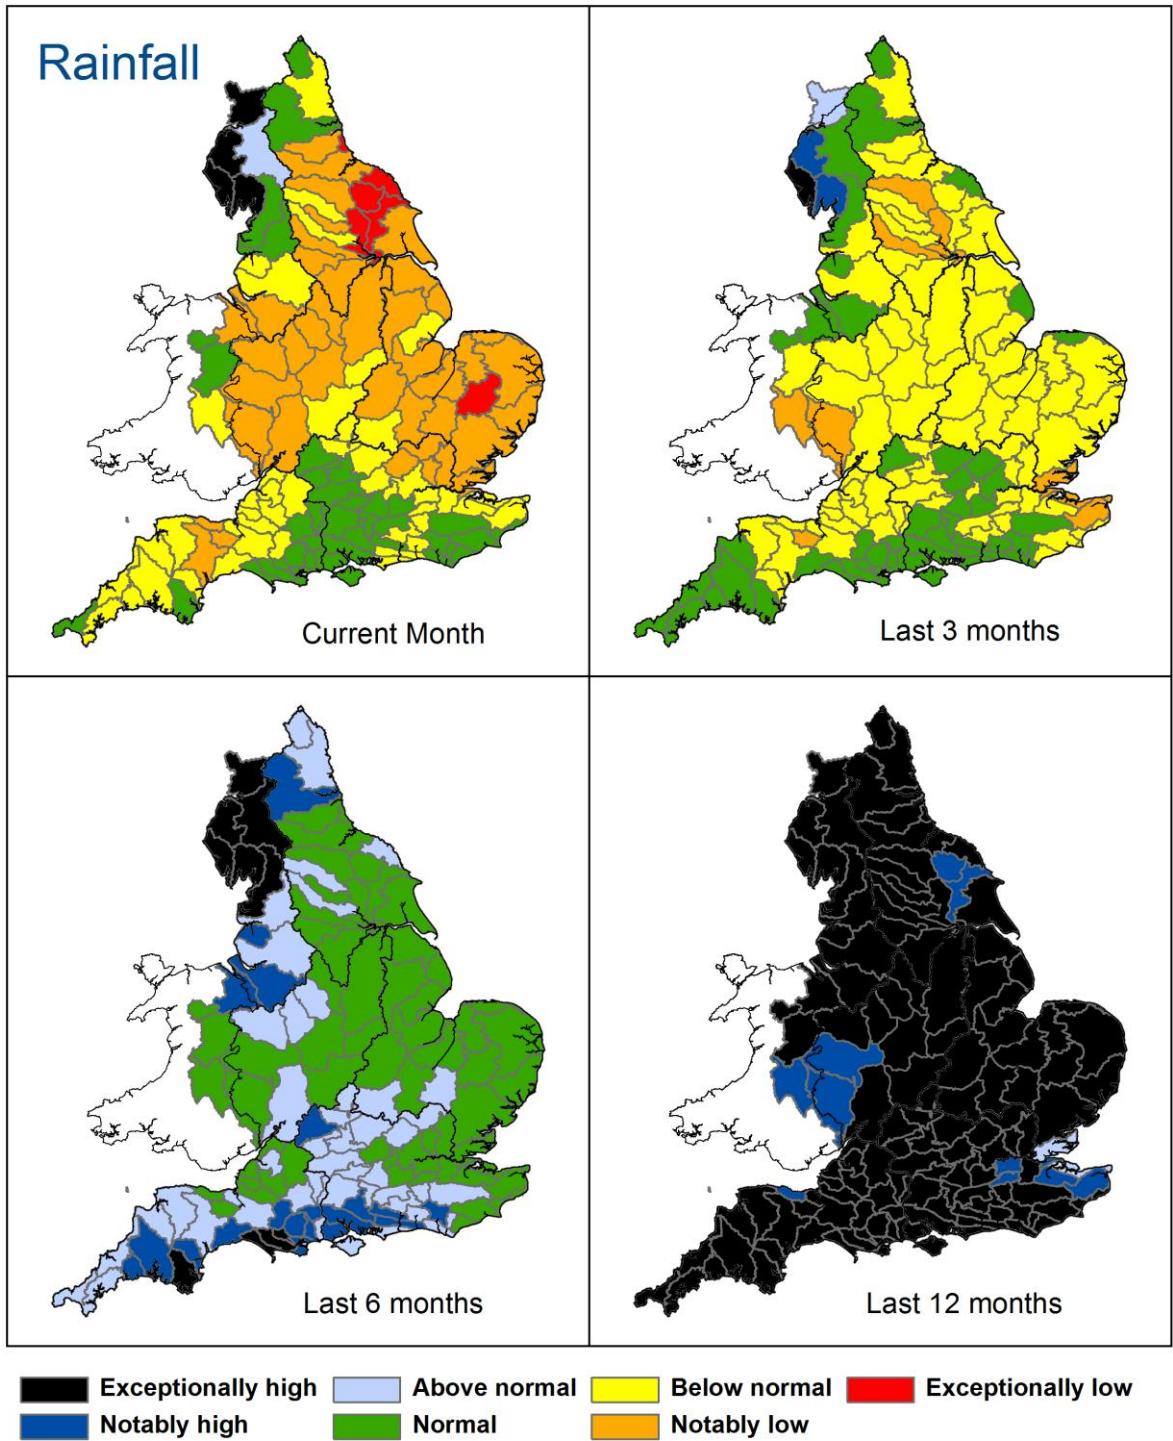 Rainfall
Current Month
Last 3 months
Last 6 months
Last 12 months
Exceptionally high
Above normal
Below normal
Exceptionally low
Notably high
Normal
Notably low